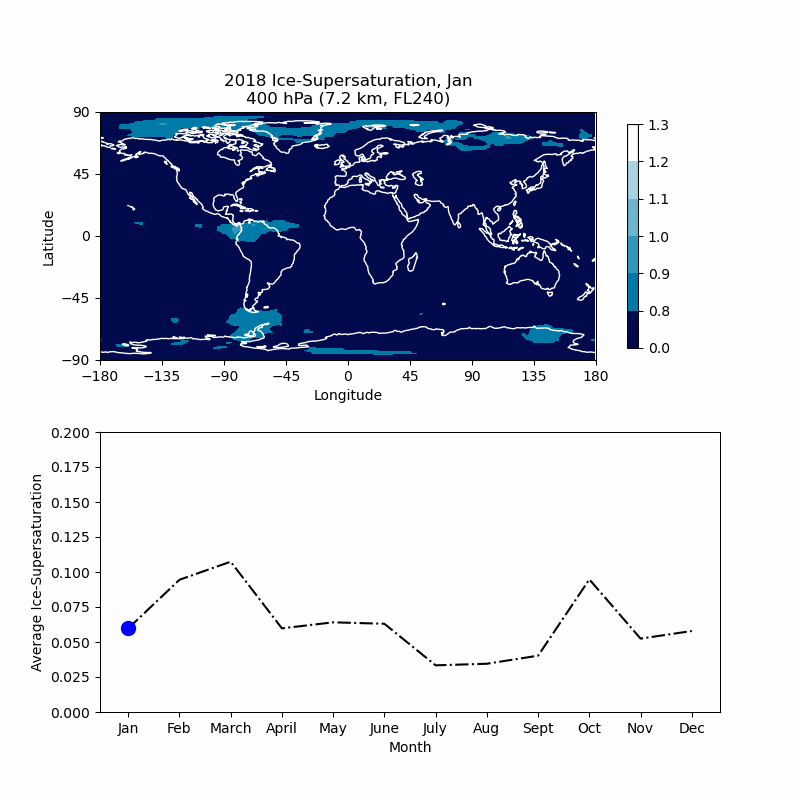 2018 Ice-Supersaturation, Jan
400 hPa (7.2 km, FL240)
90
45
0
−45
−90
Latitude
−180 −135 −90 −45 0 45 90 135 180
Longitude
1.3
1.2
1.1
1.0
0.9
0.8
0.0
0.200
0.175
0.150
0.125
0.100
0.075
0.050
0.025
0.000
Average Ice-Supersaturation
Jan Feb March April May June July Aug Sept Oct Nov Dec
Month